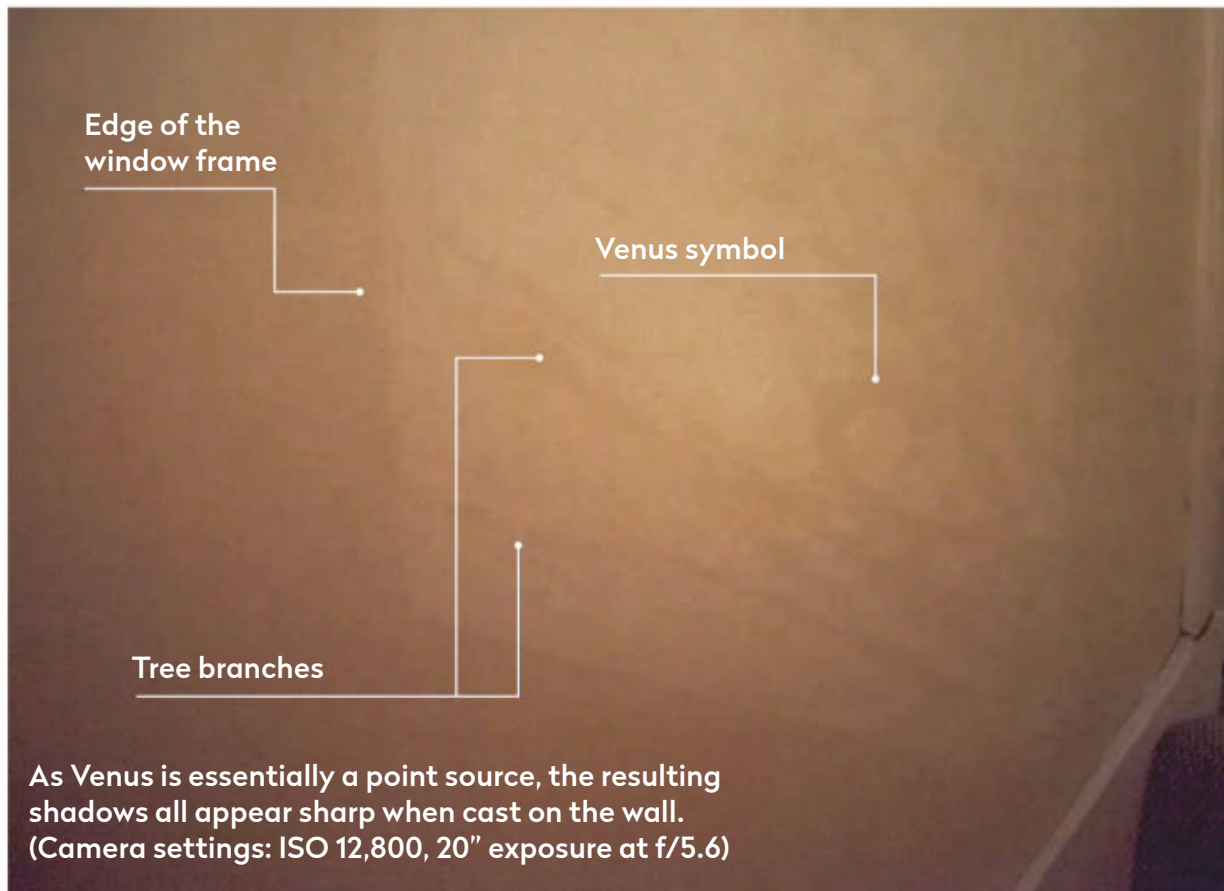 Edge of the
window frame
Venus symbol
Tree branches
As Venus is essentially a point source, the resulting
shadows all appear sharp when cast on the wall.
(Camera settings: ISO 12,800, 20” exposure at f/5.6)